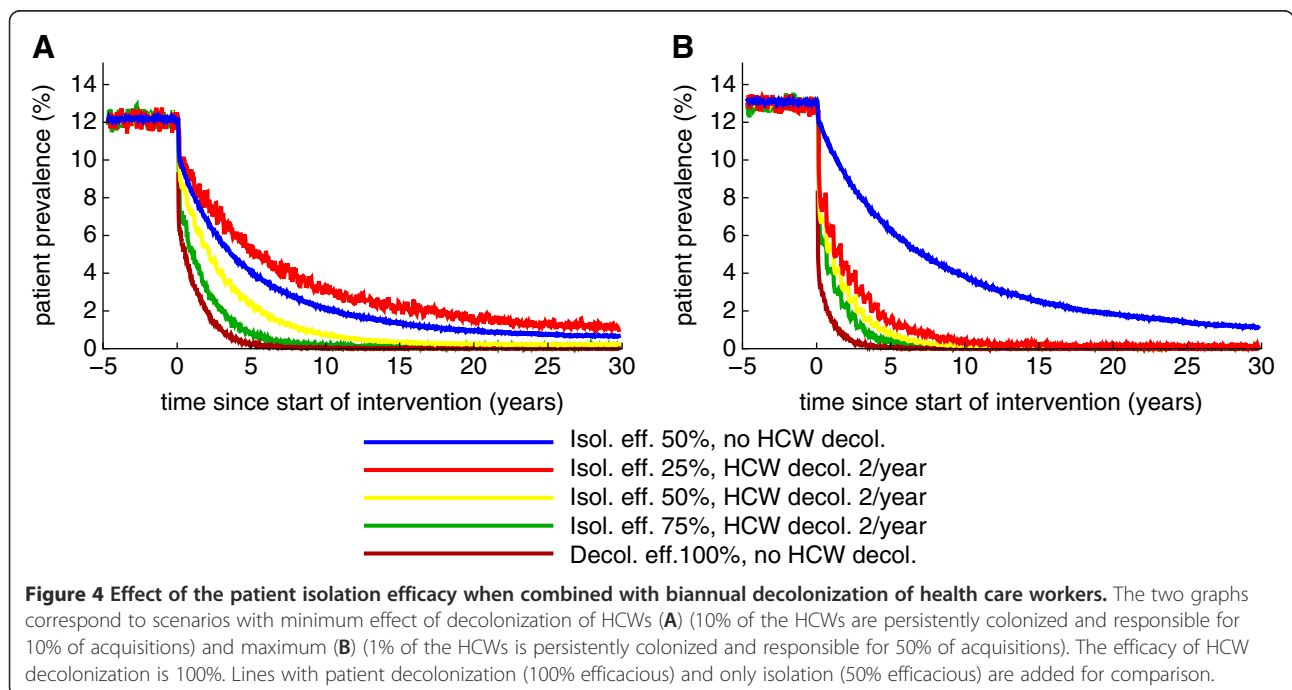 A
B
patient prevalence (%)
14
12
10
8
6
4
2
0
−5 0 5 10 15 20 25 30
time since start of intervention (years)
patient prevalence (%)
14
12
10
8
6
4
2
0
−5 0 5 10 15 20 25 30
time since start of intervention (years)
Isol. eff. 50%, no HCW decol.
Isol. eff. 25%, HCW decol. 2/year
Isol. eff. 50%, HCW decol. 2/year
Isol. eff. 75%, HCW decol. 2/year
Decol. eff.100%, no HCW decol.
Figure 4 Effect of the patient isolation efficacy when combined with biannual decolonization of health care workers. The two graphs
correspond to scenarios with minimum effect of decolonization of HCWs (A) (10% of the HCWs are persistently colonized and responsible for
10% of acquisitions) and maximum (B) (1% of the HCWs is persistently colonized and responsible for 50% of acquisitions). The efficacy of HCW
decolonization is 100%. Lines with patient decolonization (100% efficacious) and only isolation (50% efficacious) are added for comparison.